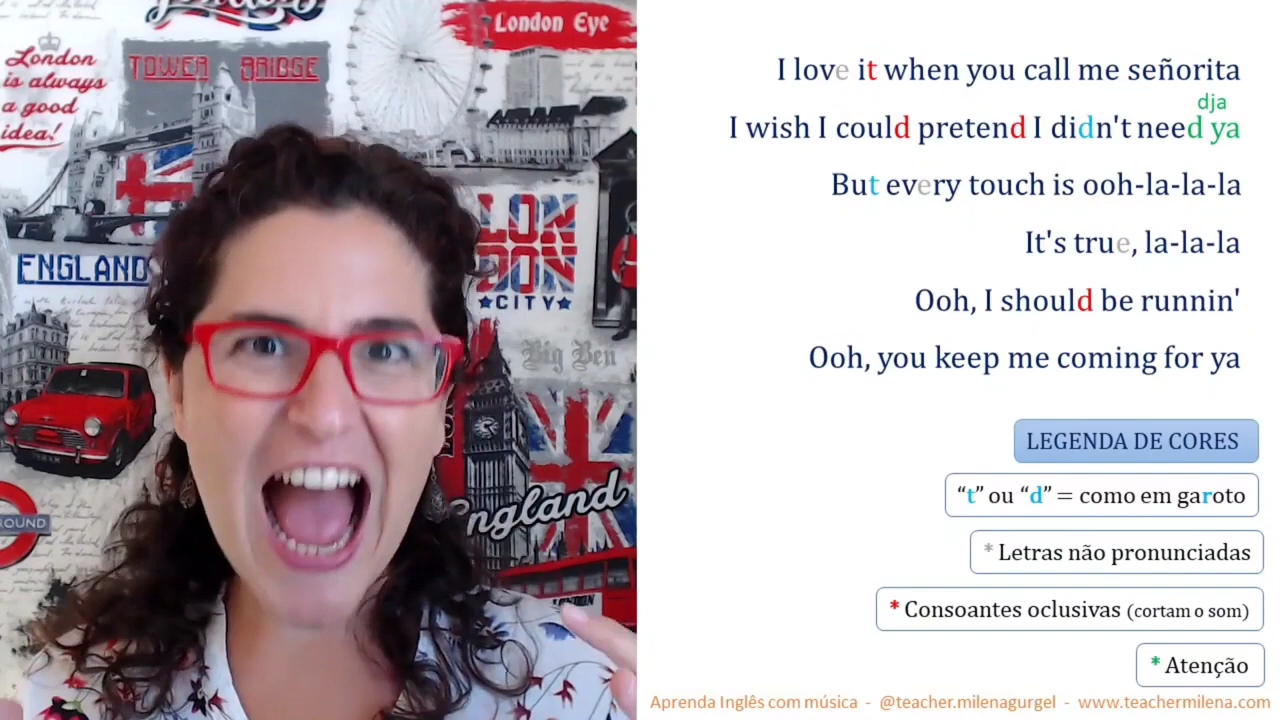 London Eye
London
is always
a good
idea!
TOWER BRIDGE
ENGLAND
LON
DON
CITY
Big Ben
England
LONDON
I love it when you call me señorita
dja
I wish I could pretend I didn't need ya
But every touch is ooh-la-la-la
It's true, la-la-la
Ooh, I should be runnin'
Ooh, you keep me coming for ya
LEGENDA DE CORES
“t” ou “d” = como em garoto
* Letras não pronunciadas
* Consoantes oclusivas (cortam o som)
* Atenção
Aprenda Inglês com música - @teacher.milenagurgel - www.teachermilena.com